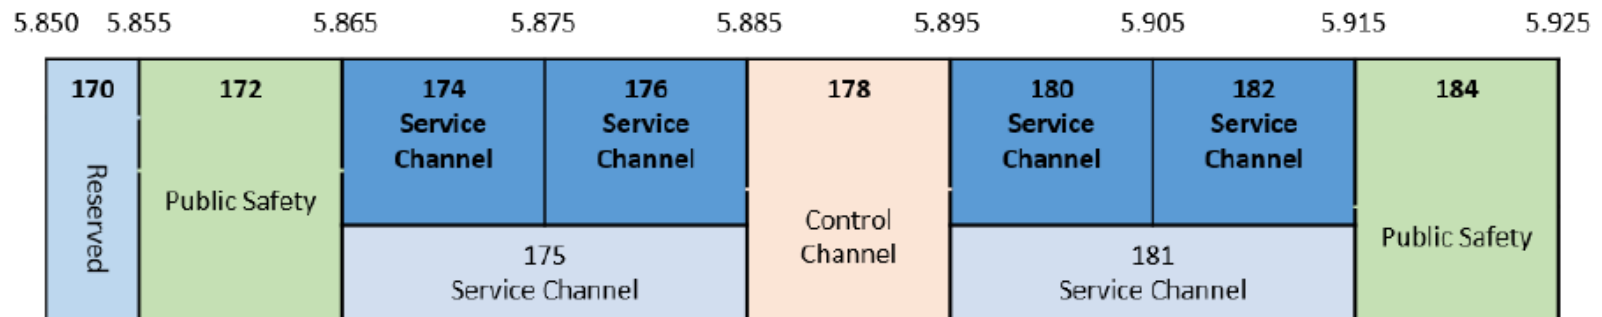 5.850 5.855 5.865 5.875 5.885 5.895 5.905 5.915 5.925
170
Reserved
172
Public Safety
174
Service
Channel
176
Service
Channel
175
Service Channel
178
Control
Channel
180
Service
Channel
182
Service
Channel
181
Service Channel
184
Public Safety